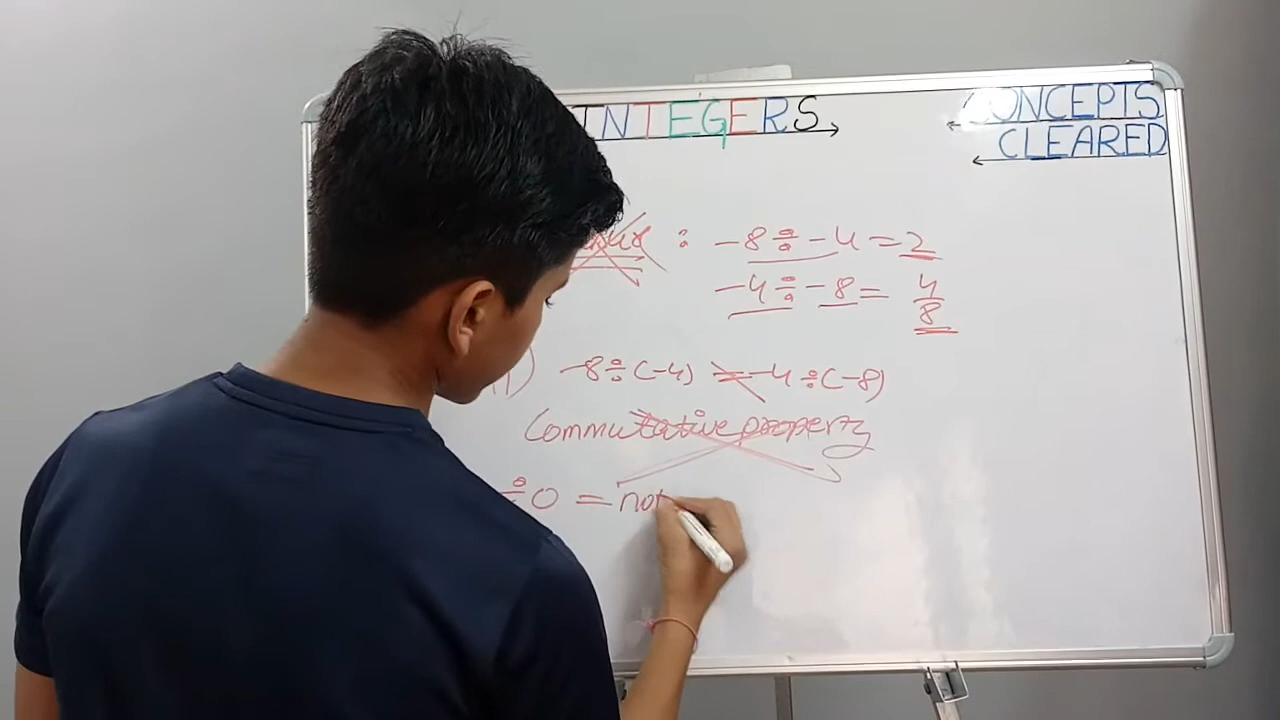 INTEGERS
CONCEPTS
CLEARED
: -8 ÷ -4 = 2
-4 ÷ -8 = 4/8
-8 ÷ (-4) = -4 ÷ (-8)
Commutative property
÷ 0 = not